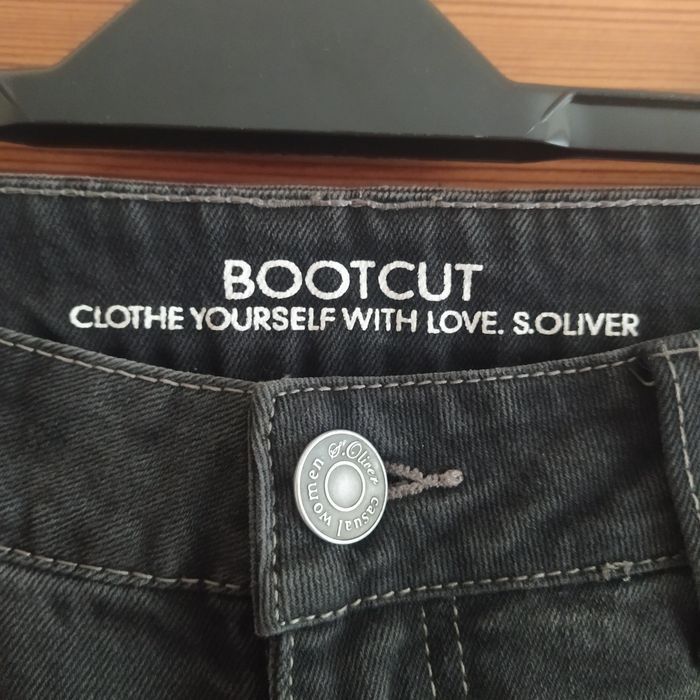 BOOTCUT
CLOTHE YOURSELF WITH LOVE. S.OLIVER
S.Oliver casual women